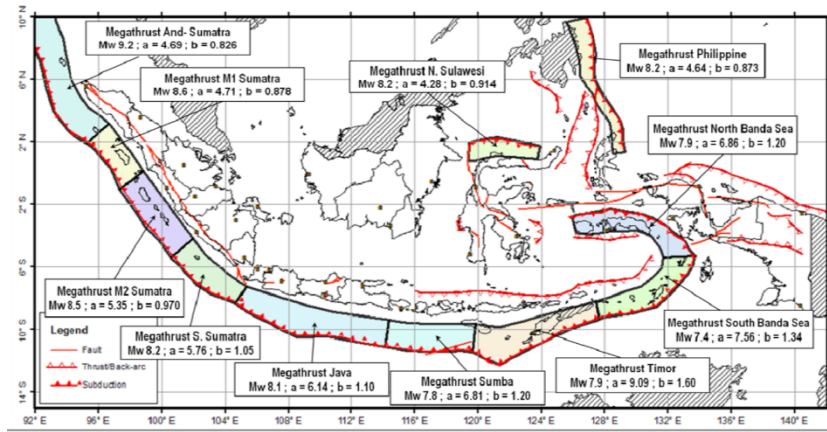 10° N
6°N
2°N
2°S
6°S
10°S
14°S
Megathrust And- Sumatra
Mw 9.2 ; a = 4.69 ; b = 0.826
Megathrust M1 Sumatra
Mw 8.6 ; a = 4.71 ; b = 0.878
Megathrust N. Sulawesi
Mw 8.2 ; a = 4.28 ; b = 0.914
Megathrust Philippine
Mw 8.2 ; a = 4.64 ; b = 0.873
Megathrust North Banda Sea
Mw 7.9 ; a = 6.86 ; b = 1.20
Megathrust M2 Sumatra
Mw 8.5 ; a = 5.35 ; b = 0.970
Megathrust S. Sumatra
Mw 8.2 ; a = 5.76 ; b = 1.05
Megathrust Java
Mw 8.1 ; a = 6.14 ; b = 1.10
Megathrust Sumba
Mw 7.8 ; a = 6.81 ; b = 1.20
Megathrust Timor
Mw 7.9 ; a = 9.09 ; b = 1.60
Megathrust South Banda Sea
Mw 7.4 ; a = 7.56 ; b = 1.34
Legend
Fault
Thrust/Back-arc
Subduction
92° E
96° E
100° E
104° E
108° E
112° E
116° E
120° E
124° E
128° E
132° E
136° E
140° E